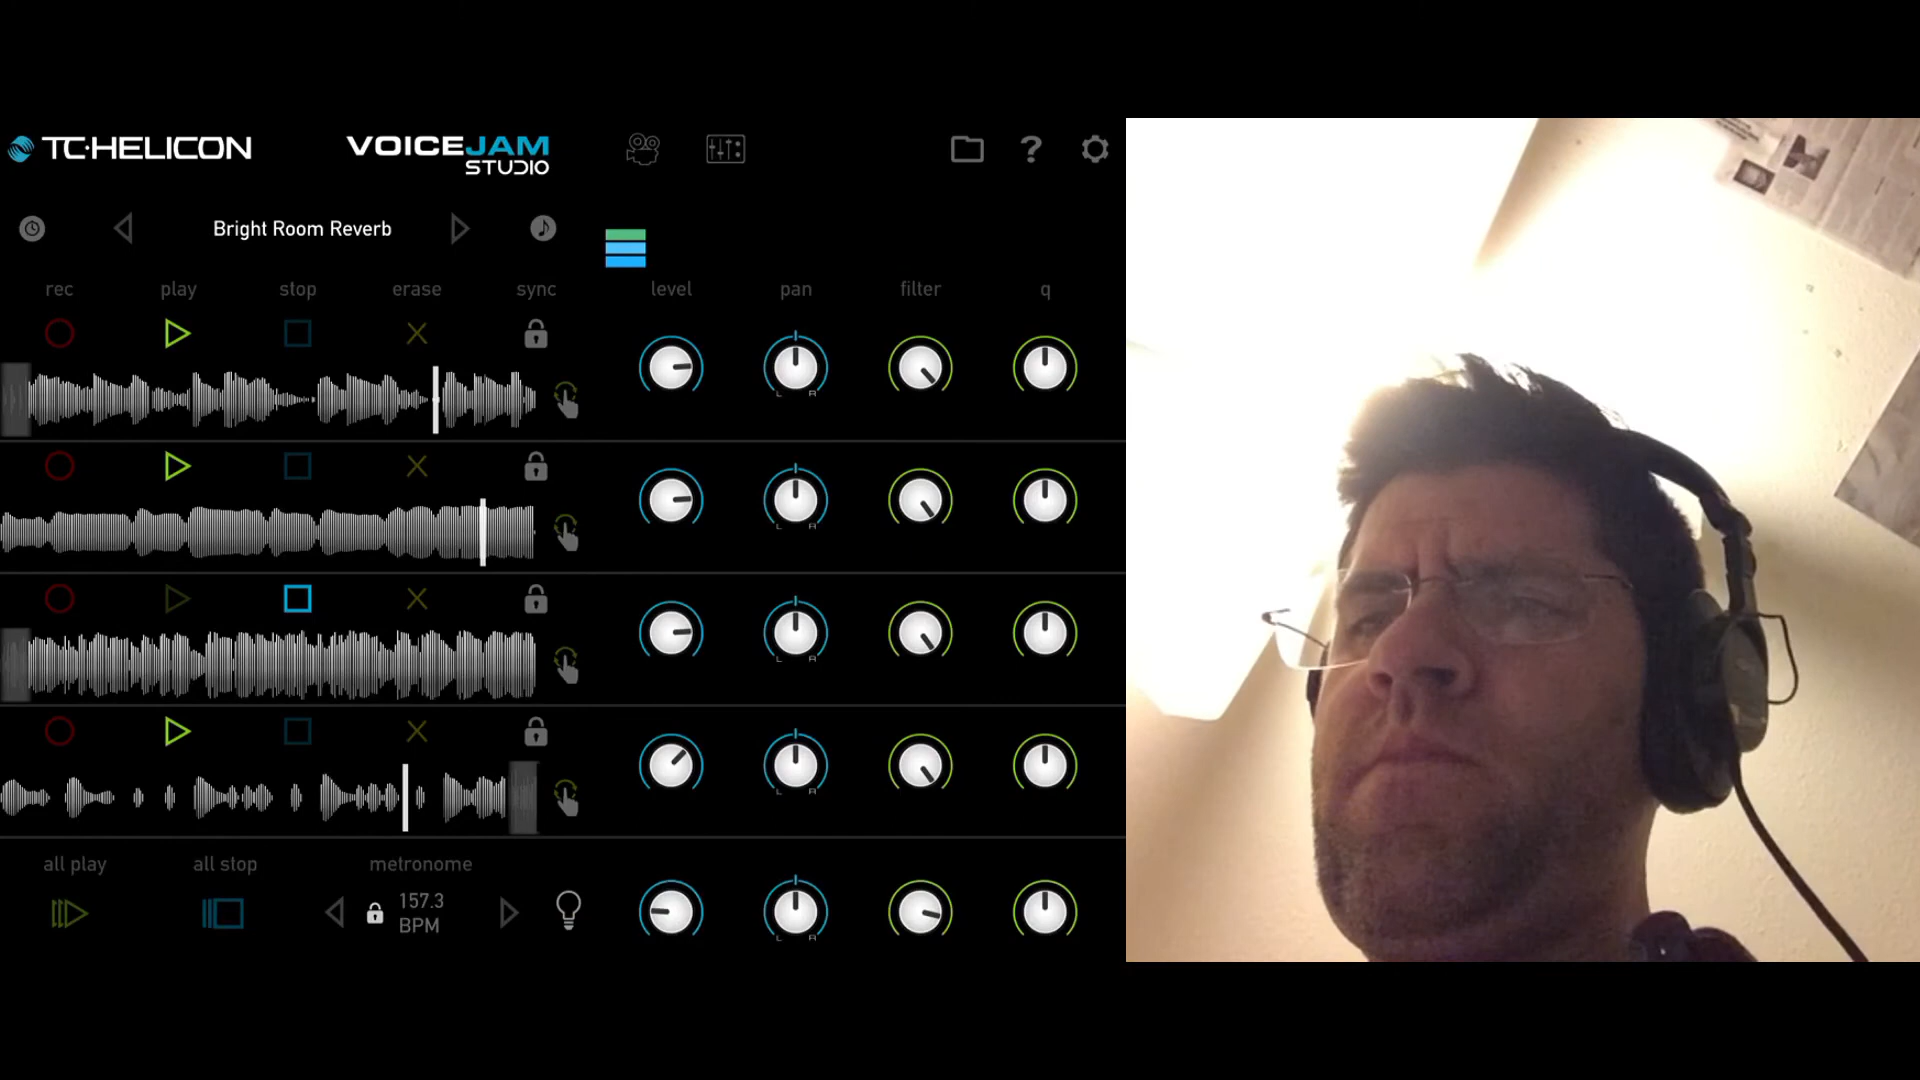 TC·HELICON
VOICEJAM
STUDIO
?
Bright Room Reverb
rec play stop erase sync level pan filter q
L R
L R
L R
L R
all play all stop metronome
157.3
BPM
L R